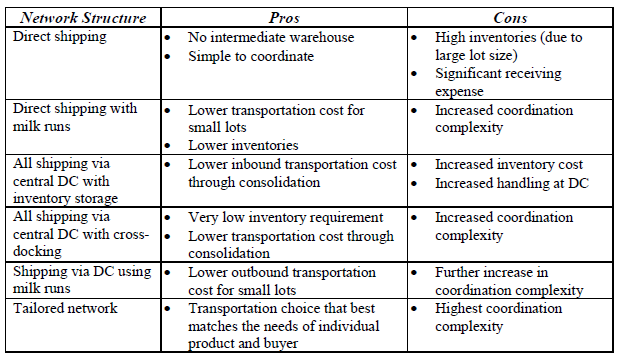 Network Structure Pros Cons
Direct shipping
• No intermediate warehouse
• Simple to coordinate
• High inventories (due to
large lot size)
• Significant receiving
expense
Direct shipping with
milk runs
• Lower transportation cost for
small lots
• Lower inventories
• Increased coordination
complexity
All shipping via
central DC with
inventory storage
• Lower inbound transportation cost
through consolidation
• Increased inventory cost
• Increased handling at DC
All shipping via
central DC with cross-
docking
• Very low inventory requirement
• Lower transportation cost through
consolidation
• Increased coordination
complexity
Shipping via DC using
milk runs
• Lower outbound transportation
cost for small lots
• Further increase in
coordination complexity
Tailored network
• Transportation choice that best
matches the needs of individual
product and buyer
• Highest coordination
complexity